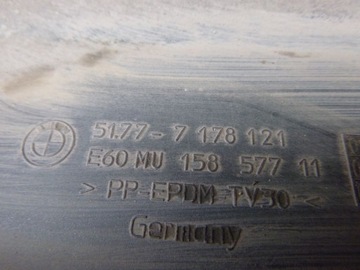 51.77-7 178 121
E60 MU 158 577 11
> PP-EPDM-TV30 <
Germany